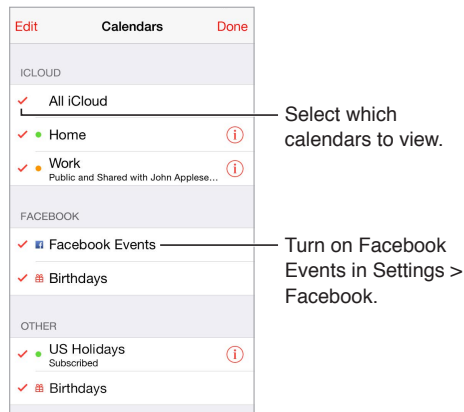 Edit Calendars Done
ICLOUD
All iCloud
Home
Work
Public and Shared with John Applese...
FACEBOOK
Facebook Events
Birthdays
OTHER
US Holidays
Subscribed
Birthdays
Select which
calendars to view.
Turn on Facebook
Events in Settings >
Facebook.